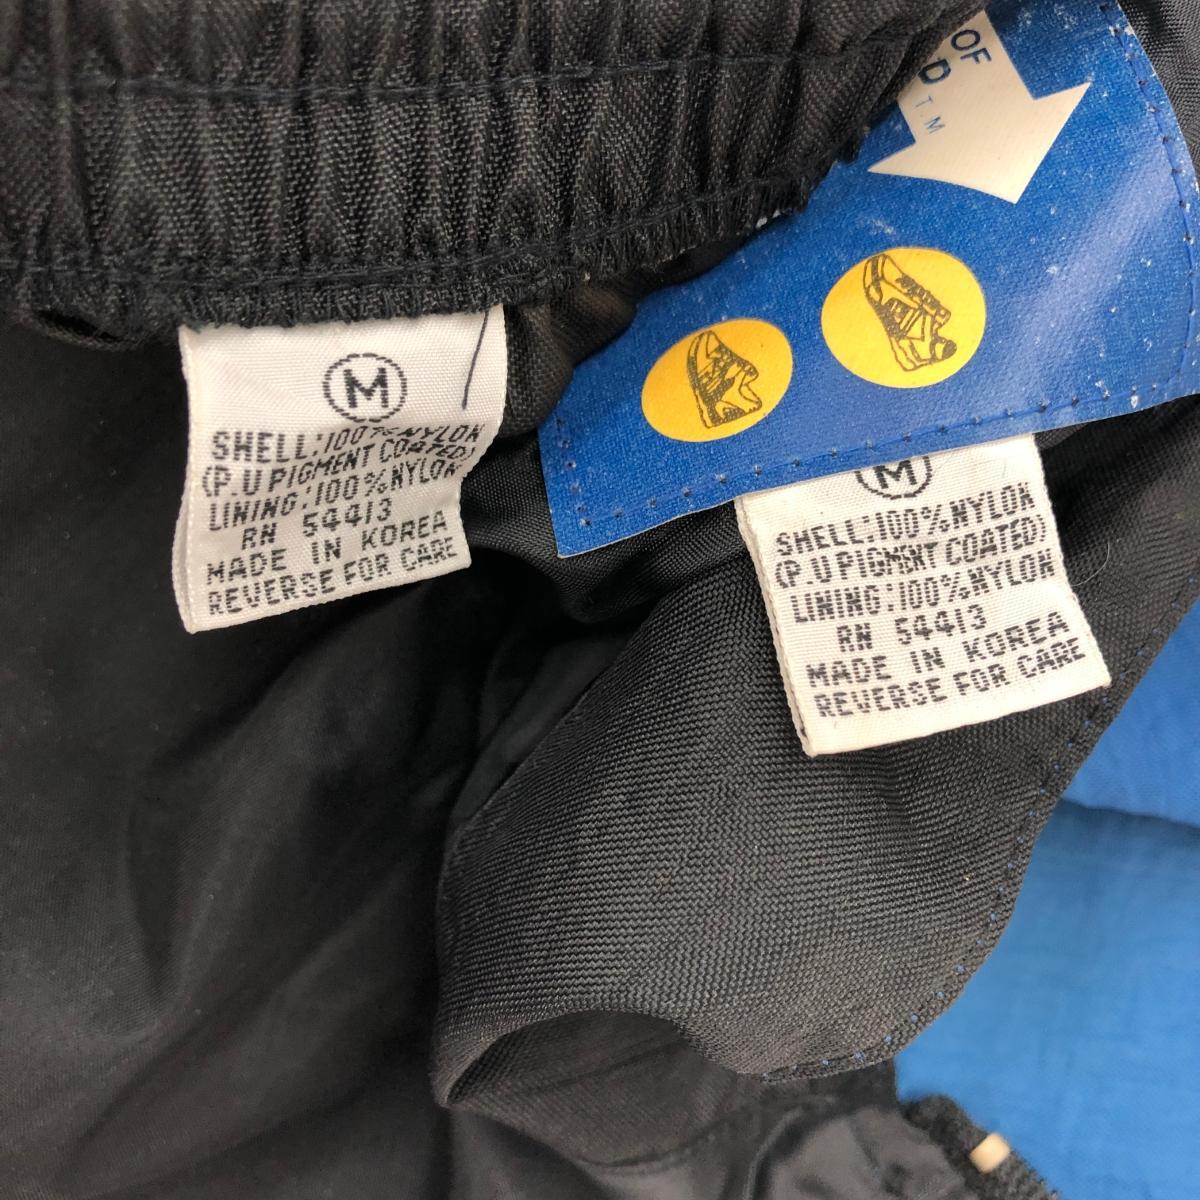 OF
D
TM
M
SHELL:100%NYLON
(P.U PIGMENT COATED)
LINING:100%NYLON
RN 54413
MADE IN KOREA
REVERSE FOR CARE
M
SHELL:100%NYLON
(P.U PIGMENT COATED)
LINING:100%NYLON
RN 54413
MADE IN KOREA
REVERSE FOR CARE